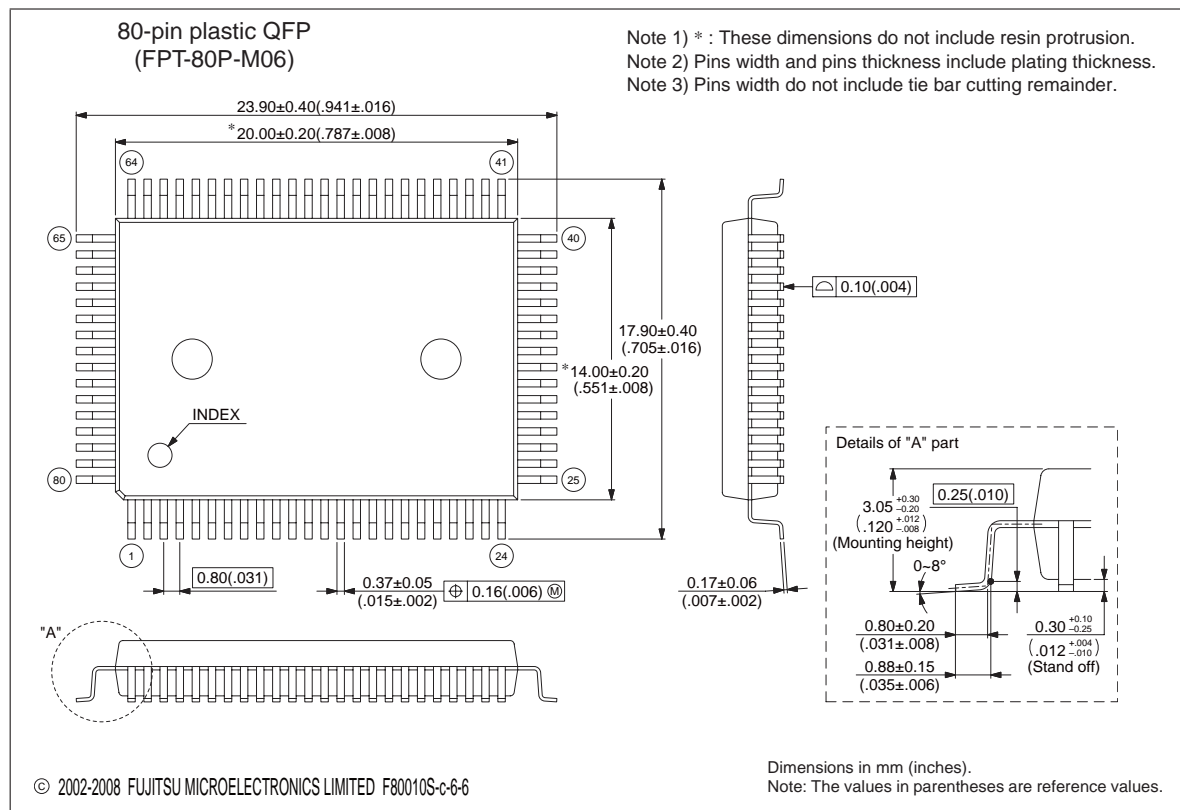 80-pin plastic QFP
(FPT-80P-M06)
Note 1) * : These dimensions do not include resin protrusion.
Note 2) Pins width and pins thickness include plating thickness.
Note 3) Pins width do not include tie bar cutting remainder.
23.90±0.40(.941±.016)
*20.00±0.20(.787±.008)
64
41
65
40
0.10(.004)
17.90±0.40
(.705±.016)
*14.00±0.20
(.551±.008)
INDEX
80
25
1
24
0.80(.031)
0.37±0.05
(.015±.002)
⌖ 0.16(.006) Ⓜ
0.17±0.06
(.007±.002)
"A"
Details of "A" part
3.05 +0.30 −0.20
(.120 +.012 −.008)
(Mounting height)
0.25(.010)
0~8°
0.80±0.20
(.031±.008)
0.88±0.15
(.035±.006)
0.30 +0.10 −0.25
(.012 +.004 −.010)
(Stand off)
© 2002-2008 FUJITSU MICROELECTRONICS LIMITED F80010S-c-6-6
Dimensions in mm (inches).
Note: The values in parentheses are reference values.